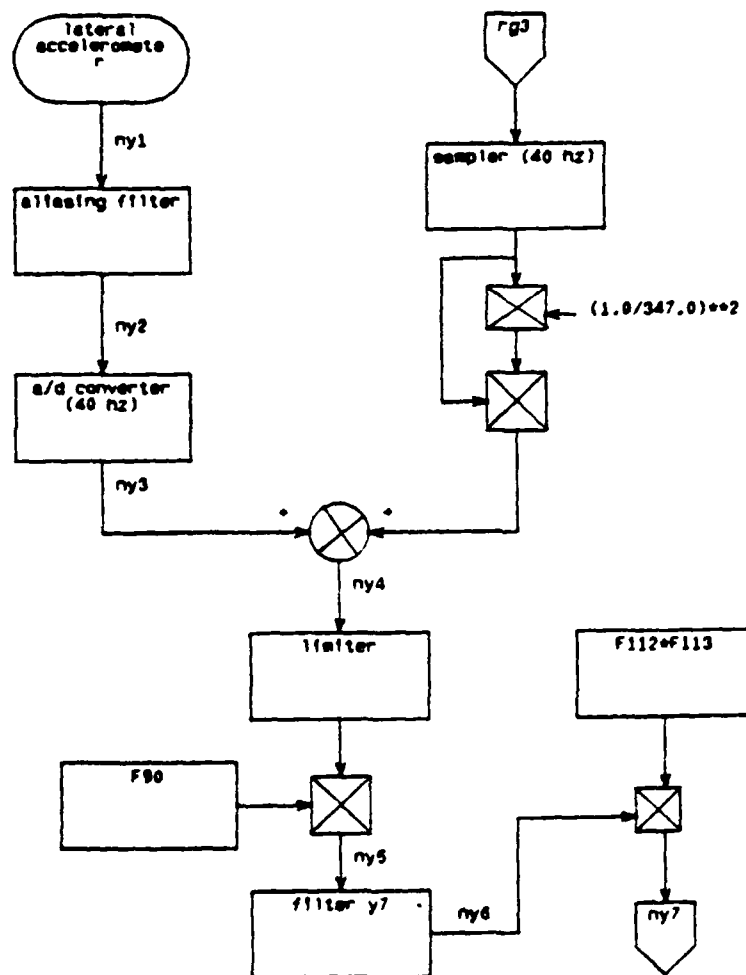 lateral
acceleromete
r
rg3
ny1
sampler (40 hz)
aliasing filter
ny2
(1.0/347.0)**2
a/d converter
(40 hz)
ny3
+
+
ny4
limiter
F112*F113
F90
ny5
filter y7
ny6
ny7